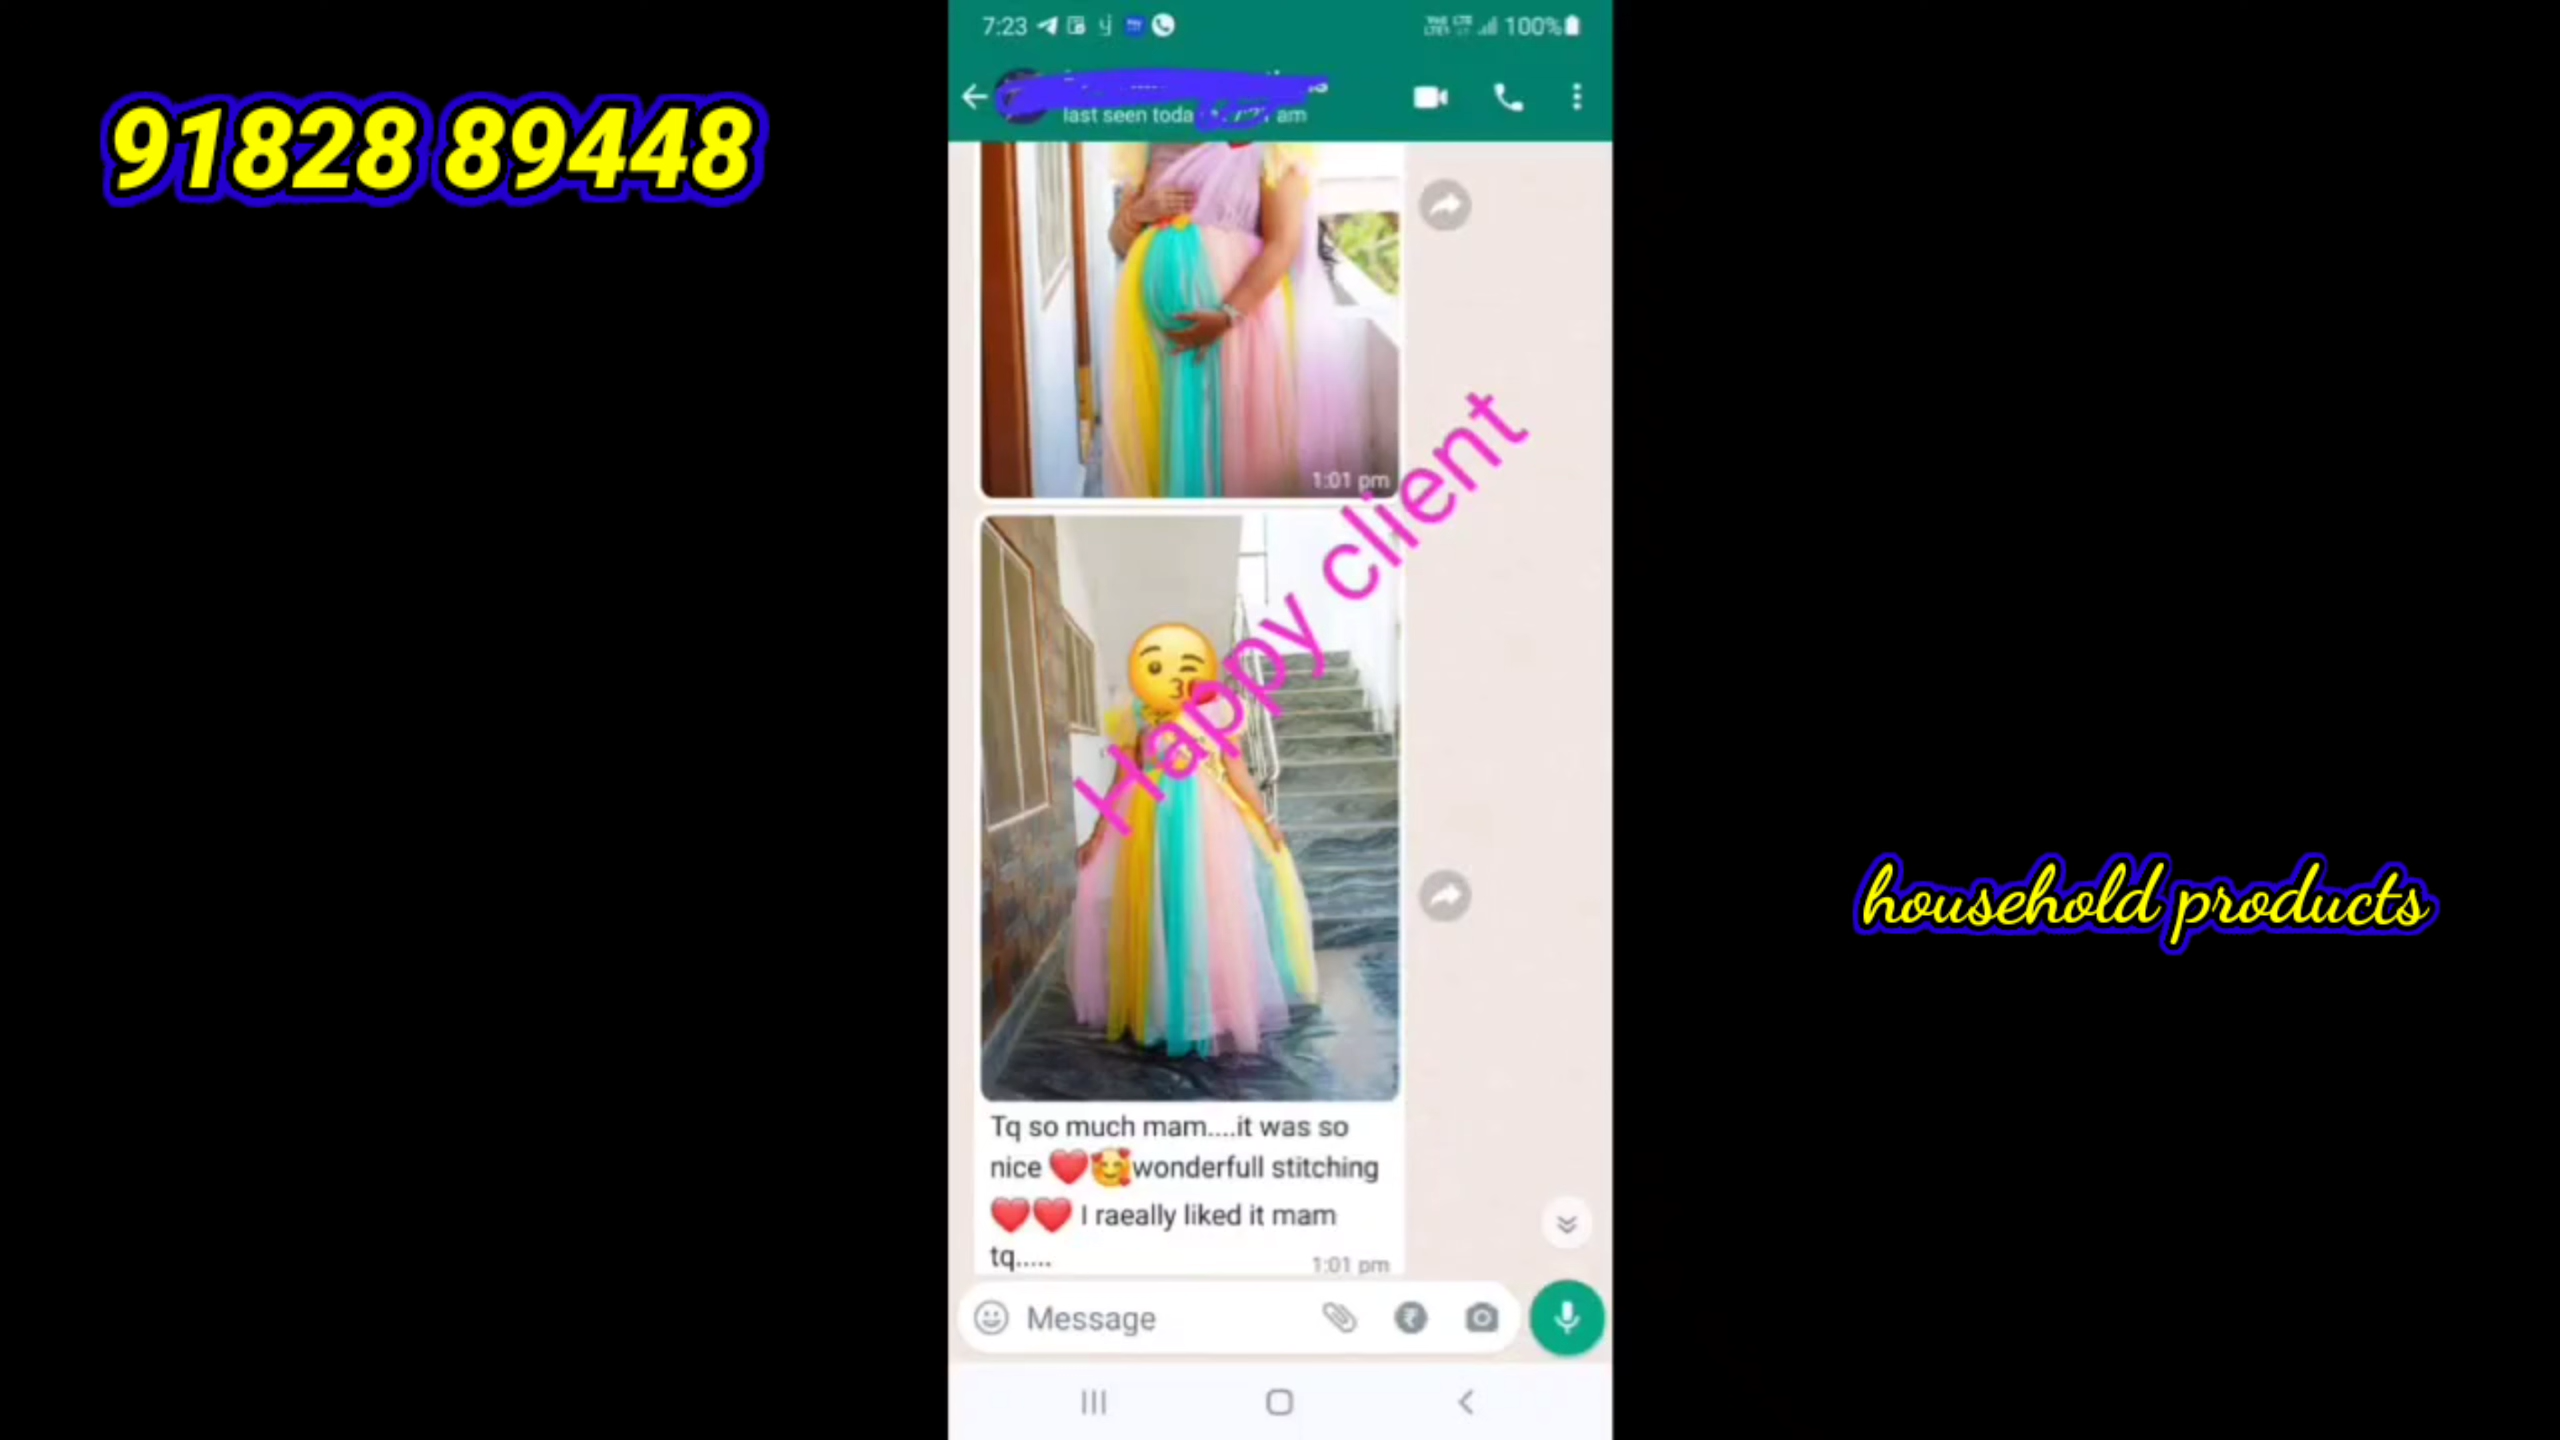 91828 89448
7:23
100%
last seen toda
am
1:01 pm
Happy client
household products
Tq so much mam....it was so
nice ❤️🥰wonderfull stitching
❤️❤️ I raeally liked it mam
tq.....
1:01 pm
Message